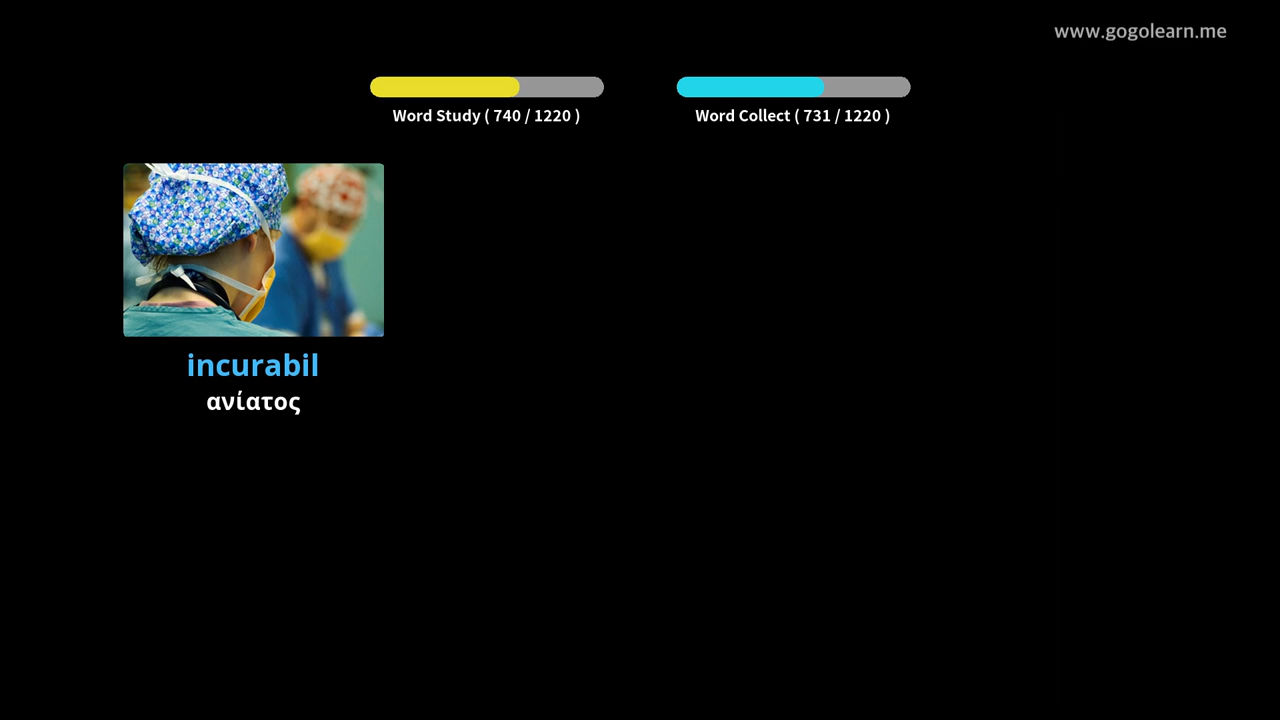 www.gogolearn.me
Word Study ( 740 / 1220 )
Word Collect ( 731 / 1220 )
incurabil
ανίατος